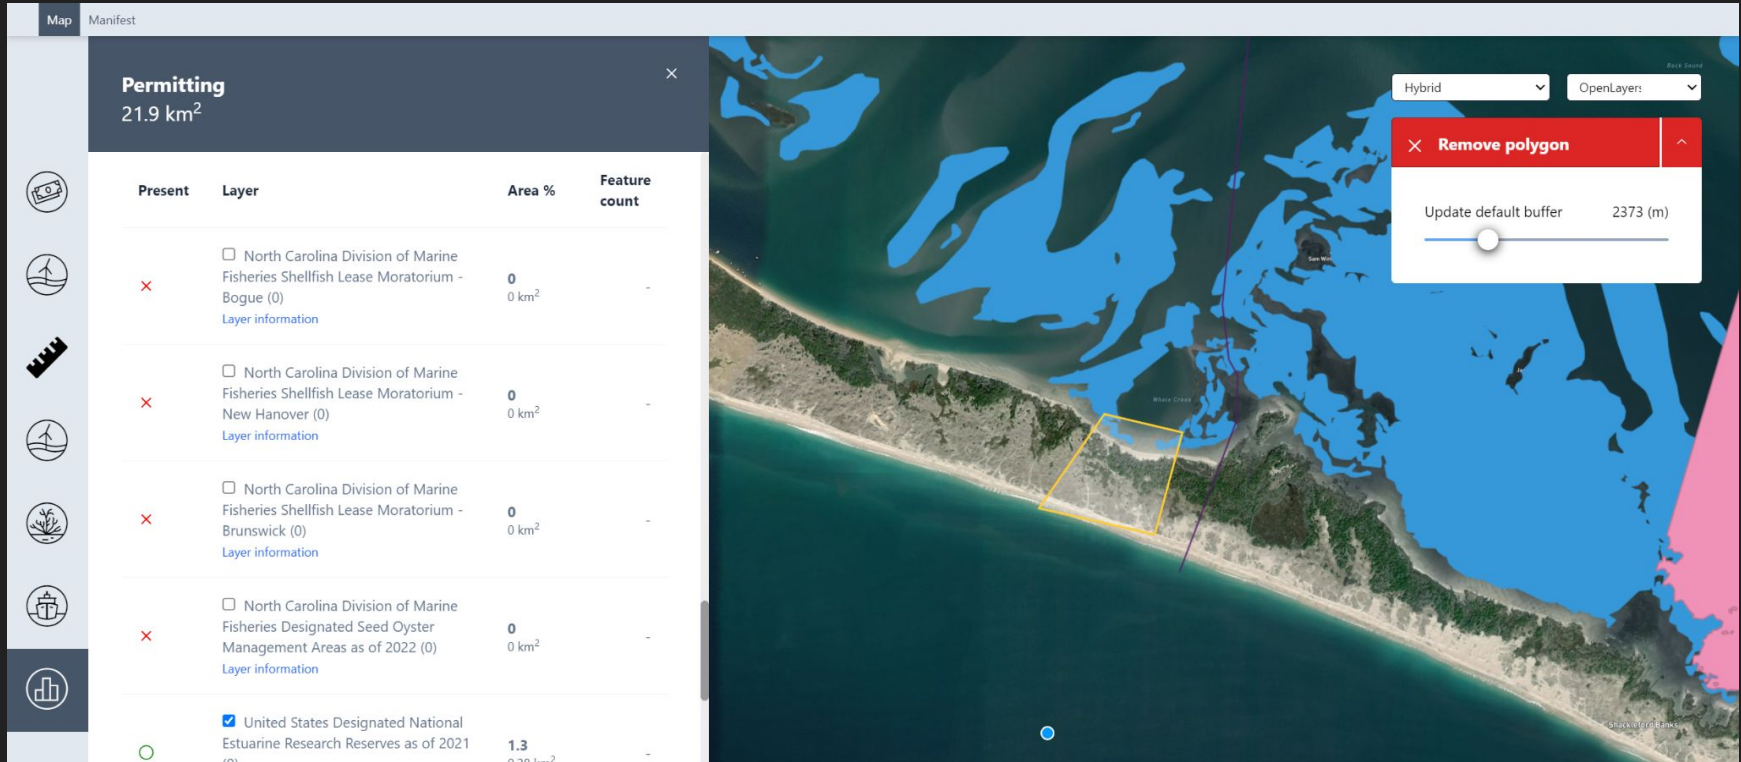 Map Manifest
Permitting
21.9 km2
Present Layer Area % Feature count
North Carolina Division of Marine
Fisheries Shellfish Lease Moratorium -
Bogue (0)
Layer information
0
0 km2
-
North Carolina Division of Marine
Fisheries Shellfish Lease Moratorium -
New Hanover (0)
Layer information
0
0 km2
-
North Carolina Division of Marine
Fisheries Shellfish Lease Moratorium -
Brunswick (0)
Layer information
0
0 km2
-
North Carolina Division of Marine
Fisheries Designated Seed Oyster
Management Areas as of 2022 (0)
Layer information
0
0 km2
-
United States Designated National
Estuarine Research Reserves as of 2021
1.3
-
Back Sound
Hybrid
OpenLayers
Remove polygon
Update default buffer 2373 (m)
Whale Creek
Shackleford Banks